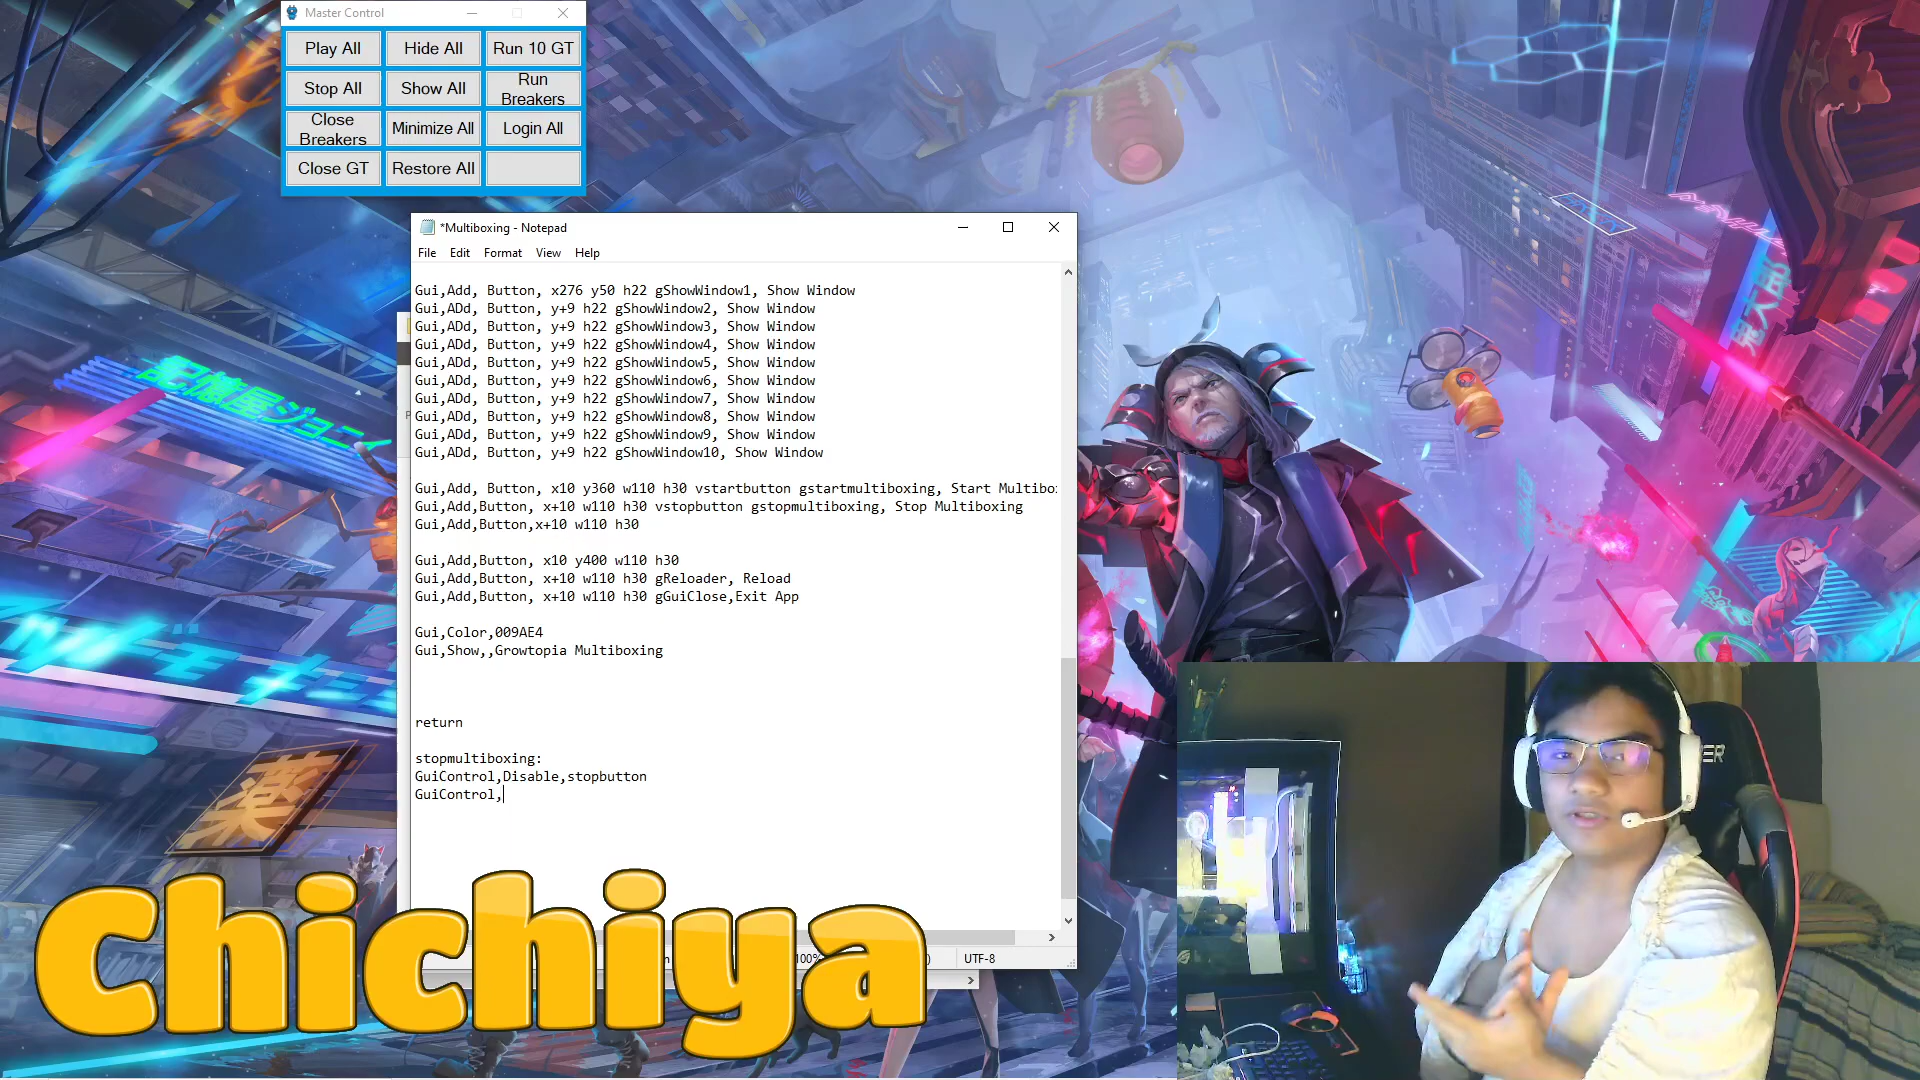 Master Control
Play All
Hide All
Run 10 GT
Stop All
Show All
Run
Breakers
Close
Breakers
Minimize All
Login All
Close GT
Restore All
*Multiboxing - Notepad
File Edit Format View Help
Gui,Add, Button, x276 y50 h22 gShowWindow1, Show Window
Gui,ADd, Button, y+9 h22 gShowWindow2, Show Window
Gui,ADd, Button, y+9 h22 gShowWindow3, Show Window
Gui,ADd, Button, y+9 h22 gShowWindow4, Show Window
Gui,ADd, Button, y+9 h22 gShowWindow5, Show Window
Gui,ADd, Button, y+9 h22 gShowWindow6, Show Window
Gui,ADd, Button, y+9 h22 gShowWindow7, Show Window
Gui,ADd, Button, y+9 h22 gShowWindow8, Show Window
Gui,ADd, Button, y+9 h22 gShowWindow9, Show Window
Gui,ADd, Button, y+9 h22 gShowWindow10, Show Window
Gui,Add, Button, x10 y360 w110 h30 vstartbutton gstartmultiboxing, Start Multibo
Gui,Add,Button, x+10 w110 h30 vstopbutton gstopmultiboxing, Stop Multiboxing
Gui,Add,Button,x+10 w110 h30
Gui,Add,Button, x10 y400 w110 h30
Gui,Add,Button, x+10 w110 h30 gReloader, Reload
Gui,Add,Button, x+10 w110 h30 gGuiClose,Exit App
Gui,Color,009AE4
Gui,Show,,Growtopia Multiboxing
return
stopmultiboxing:
GuiControl,Disable,stopbutton
GuiControl,
100%
UTF-8
Chichiya
薬